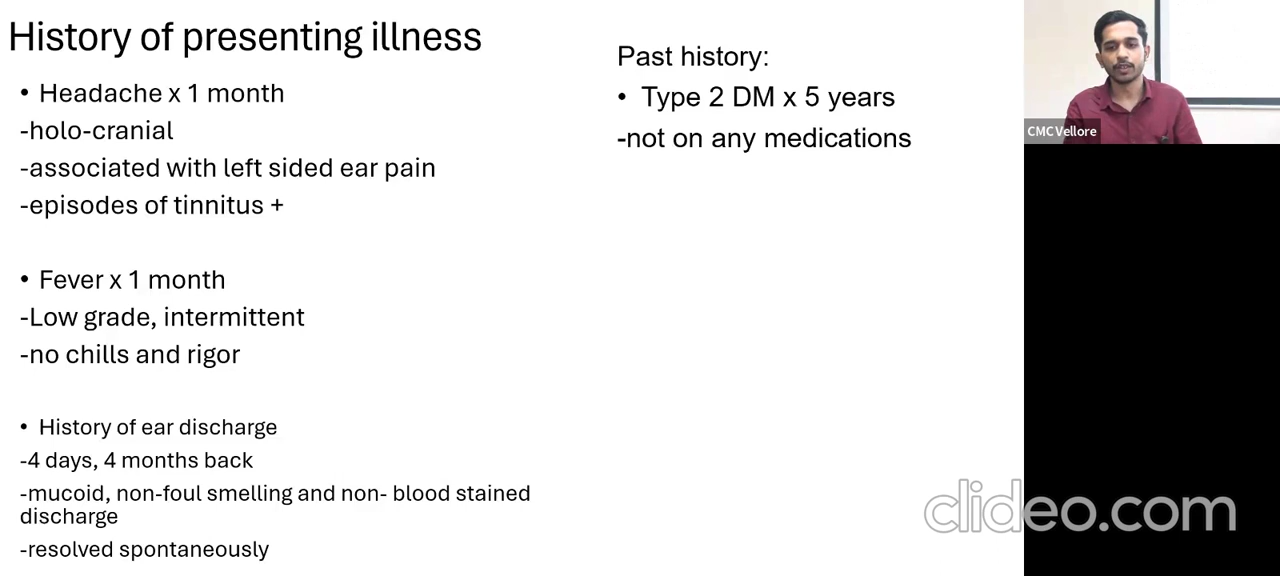 History of presenting illness
• Headache x 1 month
-holo-cranial
-associated with left sided ear pain
-episodes of tinnitus +
• Fever x 1 month
-Low grade, intermittent
-no chills and rigor
• History of ear discharge
-4 days, 4 months back
-mucoid, non-foul smelling and non- blood stained
discharge
-resolved spontaneously
Past history:
• Type 2 DM x 5 years
-not on any medications
CMC Vellore
clideo.com